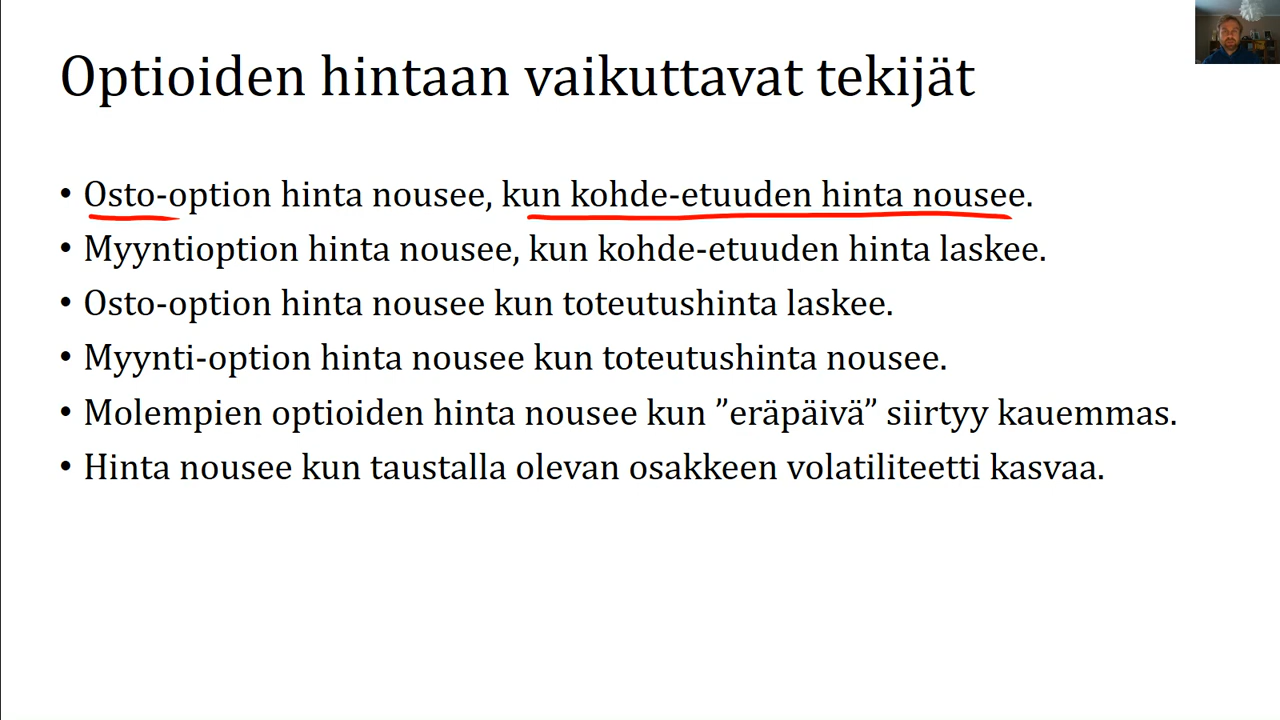 Optioiden hintaan vaikuttavat tekijät
• Osto-option hinta nousee, kun kohde-etuuden hinta nousee.
• Myyntioption hinta nousee, kun kohde-etuuden hinta laskee.
• Osto-option hinta nousee kun toteutushinta laskee.
• Myynti-option hinta nousee kun toteutushinta nousee.
• Molempien optioiden hinta nousee kun ”eräpäivä” siirtyy kauemmas.
• Hinta nousee kun taustalla olevan osakkeen volatiliteetti kasvaa.